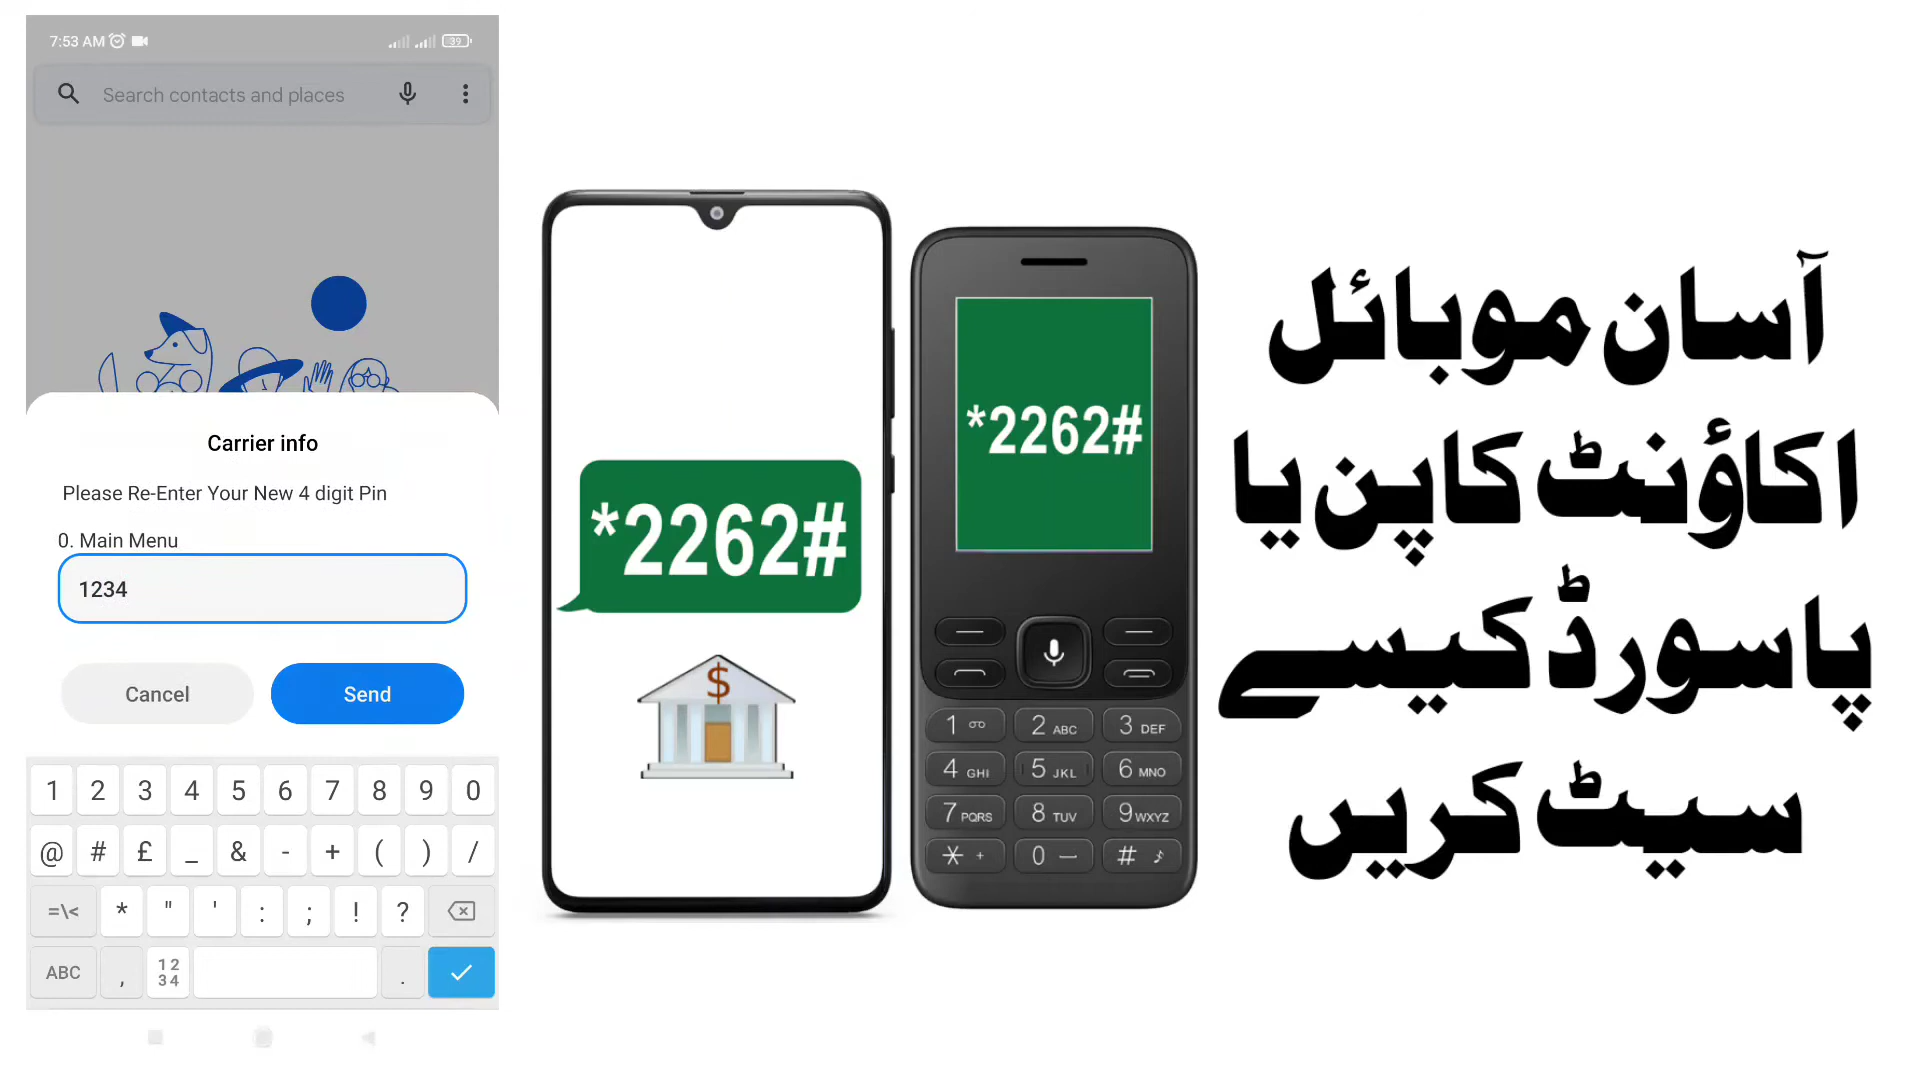 7:53 AM
39
Search contacts and places
Carrier info
Please Re-Enter Your New 4 digit Pin
0. Main Menu
1234
Cancel
Send
1 2 3 4 5 6 7 8 9 0
@ # £ _ & - + ( ) /
=\< * " ' : ; ! ?
ABC , 12 34 .
*2262#
$
*2262#
1
2 ABC
3 DEF
4 GHI
5 JKL
6 MNO
7 PQRS
8 TUV
9 WXYZ
* +
0
#
آسان موبائل
اکاؤنٹ کا پن یا
پاسورڈ کیسے
سیٹ کریں